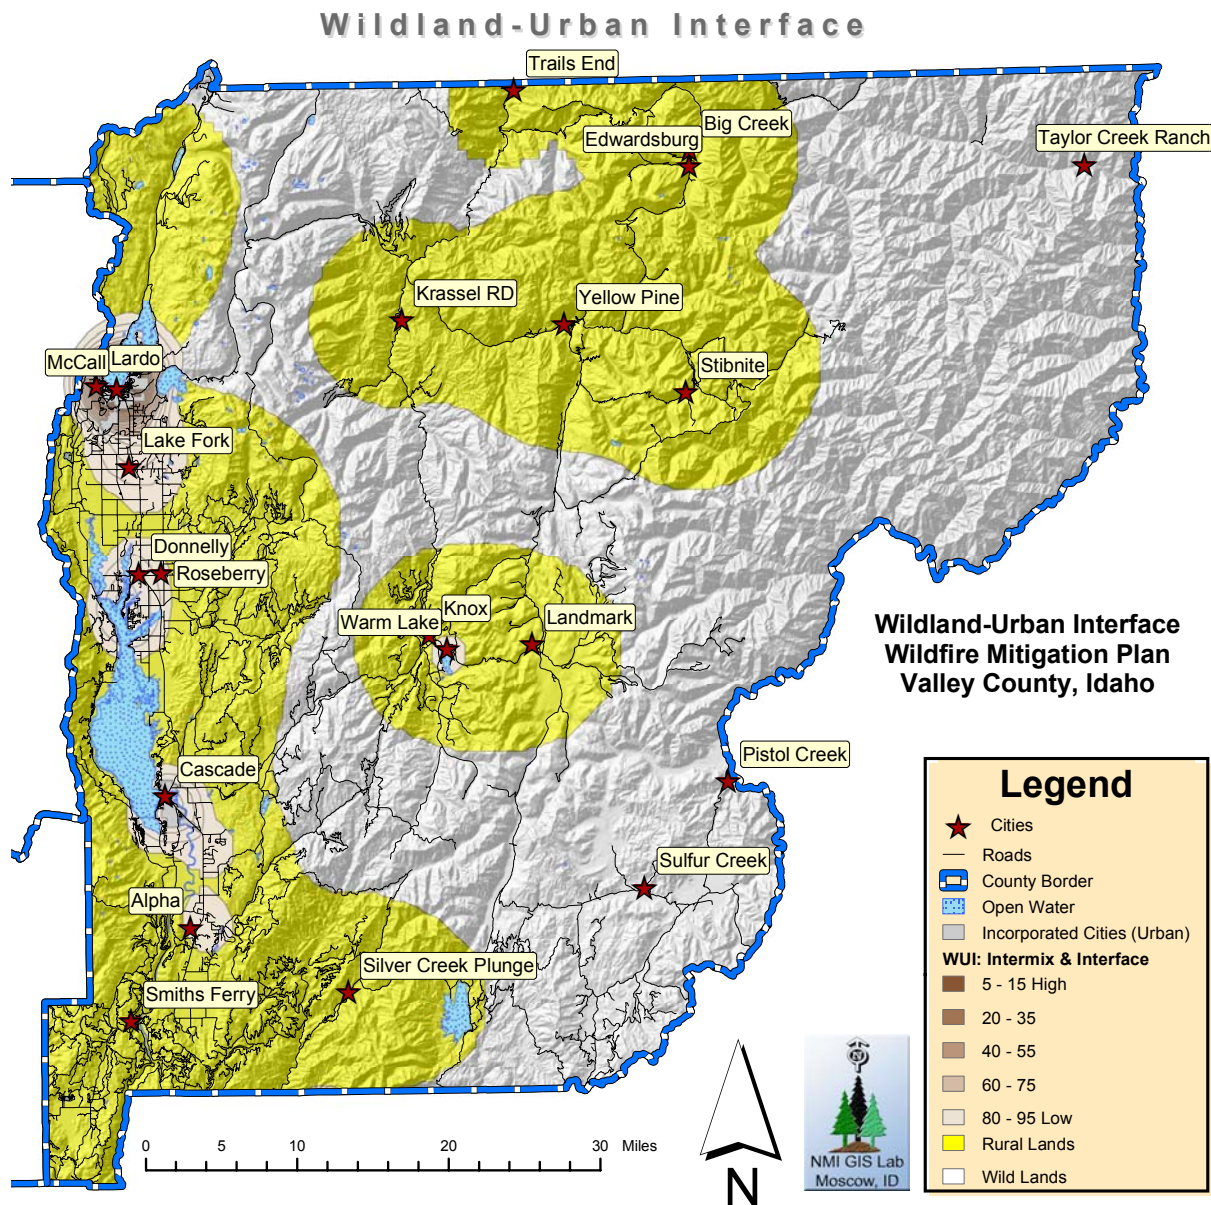 Wildland-Urban Interface
Trails End
Big Creek
Edwardsburg
Taylor Creek Ranch
Krassel RD
Yellow Pine
McCall
Lardo
Stibnite
Lake Fork
Donnelly
Roseberry
Knox
Warm Lake
Landmark
Wildland-Urban Interface
Wildfire Mitigation Plan
Valley County, Idaho
Pistol Creek
Cascade
Sulfur Creek
Alpha
Silver Creek Plunge
Smiths Ferry
Legend
Cities
Roads
County Border
Open Water
Incorporated Cities (Urban)
WUI: Intermix & Interface
5 - 15 High
20 - 35
40 - 55
60 - 75
80 - 95 Low
Rural Lands
Wild Lands
0 5 10 20 30 Miles
N
N
NMI GIS Lab
Moscow, ID